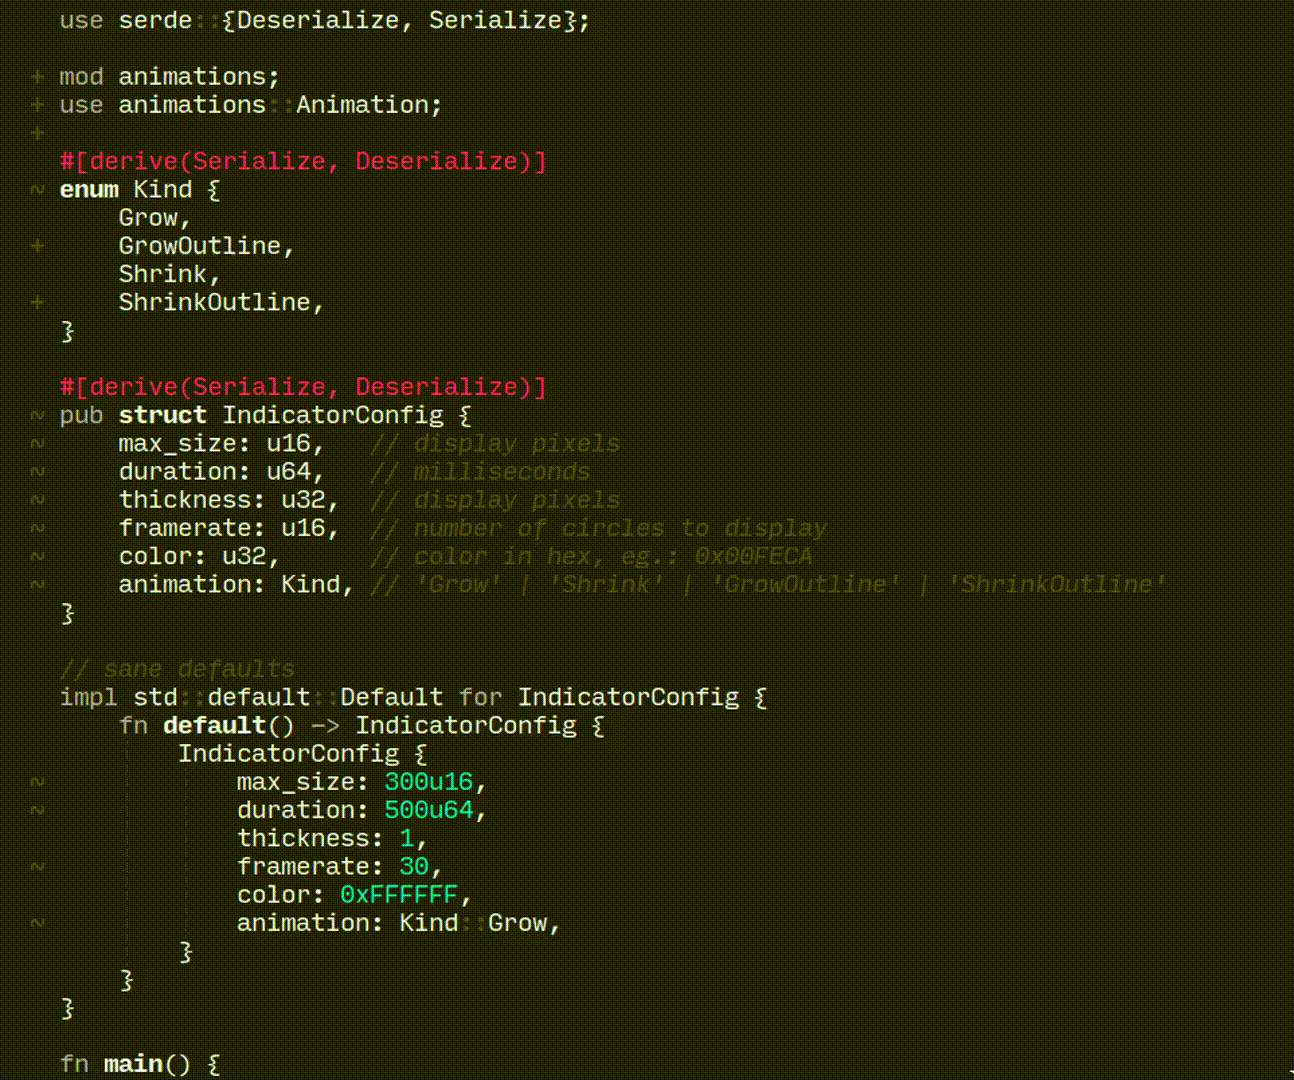 use serde::{Deserialize, Serialize};
+ mod animations;
+ use animations::Animation;
+
#[derive(Serialize, Deserialize)]
~ enum Kind {
Grow,
+ GrowOutline,
Shrink,
+ ShrinkOutline,
}
#[derive(Serialize, Deserialize)]
~ pub struct IndicatorConfig {
~ max_size: u16, // display pixels
~ duration: u64, // milliseconds
~ thickness: u32, // display pixels
~ framerate: u16, // number of circles to display
~ color: u32, // color in hex, eg.: 0x00FECA
~ animation: Kind, // 'Grow' | 'Shrink' | 'GrowOutline' | 'ShrinkOutline'
}
// sane defaults
impl std::default::Default for IndicatorConfig {
fn default() -> IndicatorConfig {
IndicatorConfig {
~ max_size: 300u16,
~ duration: 500u64,
thickness: 1,
~ framerate: 30,
color: 0xFFFFFF,
~ animation: Kind::Grow,
}
}
}
fn main() {